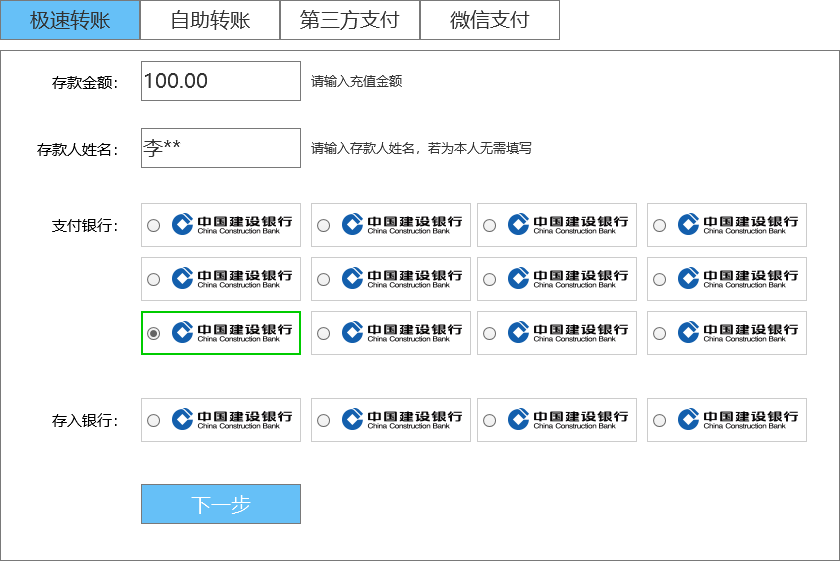 极速转账 自助转账 第三方支付 微信支付
存款金额： 100.00 请输入充值金额
存款人姓名： 李** 请输入存款人姓名，若为本人无需填写
支付银行： 中国建设银行 中国建设银行 中国建设银行 中国建设银行
China Construction Bank China Construction Bank China Construction Bank China Construction Bank
中国建设银行 中国建设银行 中国建设银行 中国建设银行
China Construction Bank China Construction Bank China Construction Bank China Construction Bank
中国建设银行 中国建设银行 中国建设银行 中国建设银行
China Construction Bank China Construction Bank China Construction Bank China Construction Bank
存入银行： 中国建设银行 中国建设银行 中国建设银行 中国建设银行
China Construction Bank China Construction Bank China Construction Bank China Construction Bank
下一步